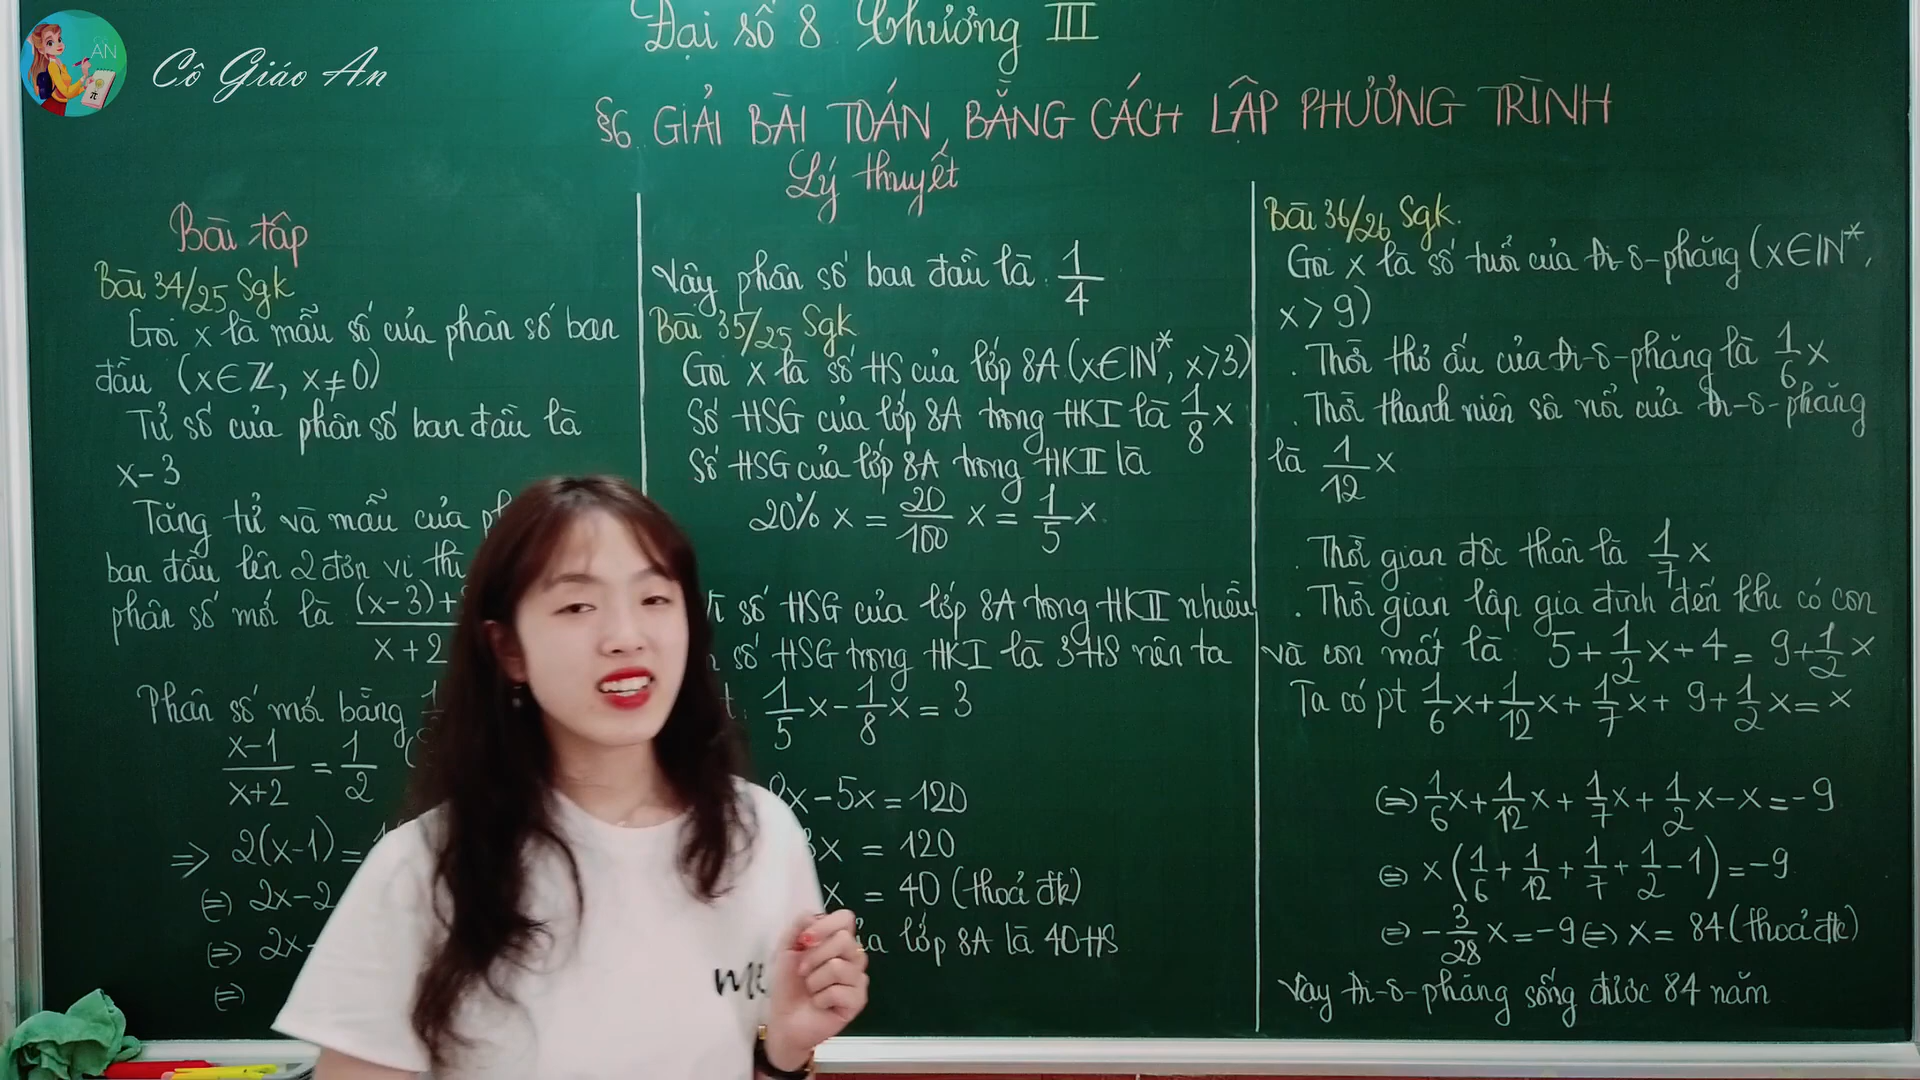 AN
Cô Giáo An
Đại số 8 Chương III
§6. GIẢI BÀI TOÁN BẰNG CÁCH LẬP PHƯƠNG TRÌNH
Lý thuyết
Bài tập
Bài 34/25 Sgk
Gọi x là mẫu số của phân số ban
đầu (x∈Z, x≠0)
Tử số của phân số ban đầu là
x-3
Tăng tử và mẫu của
ban đầu lên 2 đơn vị thì
phân số mới là (x-3)+
x+2
Phân số mới bằng
x-1/x+2 = 1/2
=> 2(x-1)=
<=> 2x-2
<=> 2x-
<=>
Vậy phân số ban đầu là 1/4
Bài 35/25 Sgk
Gọi x là số HS của lớp 8A (x∈IN*, x>3)
Số HSG của lớp 8A trong HKI là 1/8 x
Số HSG của lớp 8A trong HKII là
20% x = 20/100 x = 1/5 x.
số HSG của lớp 8A trong HKII nhiều
số HSG trong HKI là 3HS nên ta
1/5 x - 1/8 x = 3
x-5x=120
x = 120
x = 40 (thoả đk)
lớp 8A là 40HS
Bài 36/26 Sgk.
Gọi x là số tuổi của Đi-ô-phăng (x∈IN*,
x>9)
. Thời thơ ấu của Đi-ô-phăng là 1/6 x
. Thời thanh niên sôi nổi của Đi-ô-phăng
là 1/12 x
. Thời gian độc thân là 1/7 x
. Thời gian lập gia đình đến khi có con
và con mất là 5+1/2 x+4 = 9+1/2 x
Ta có pt 1/6 x+1/12 x+1/7 x+9+1/2 x=x
<=> 1/6 x+1/12 x+1/7 x+1/2 x-x=-9
<=> x(1/6+1/12+1/7+1/2-1)=-9
<=> -3/28 x=-9 <=> x= 84 (thoả đk)
Vậy Đi-ô-phăng sống được 84 năm